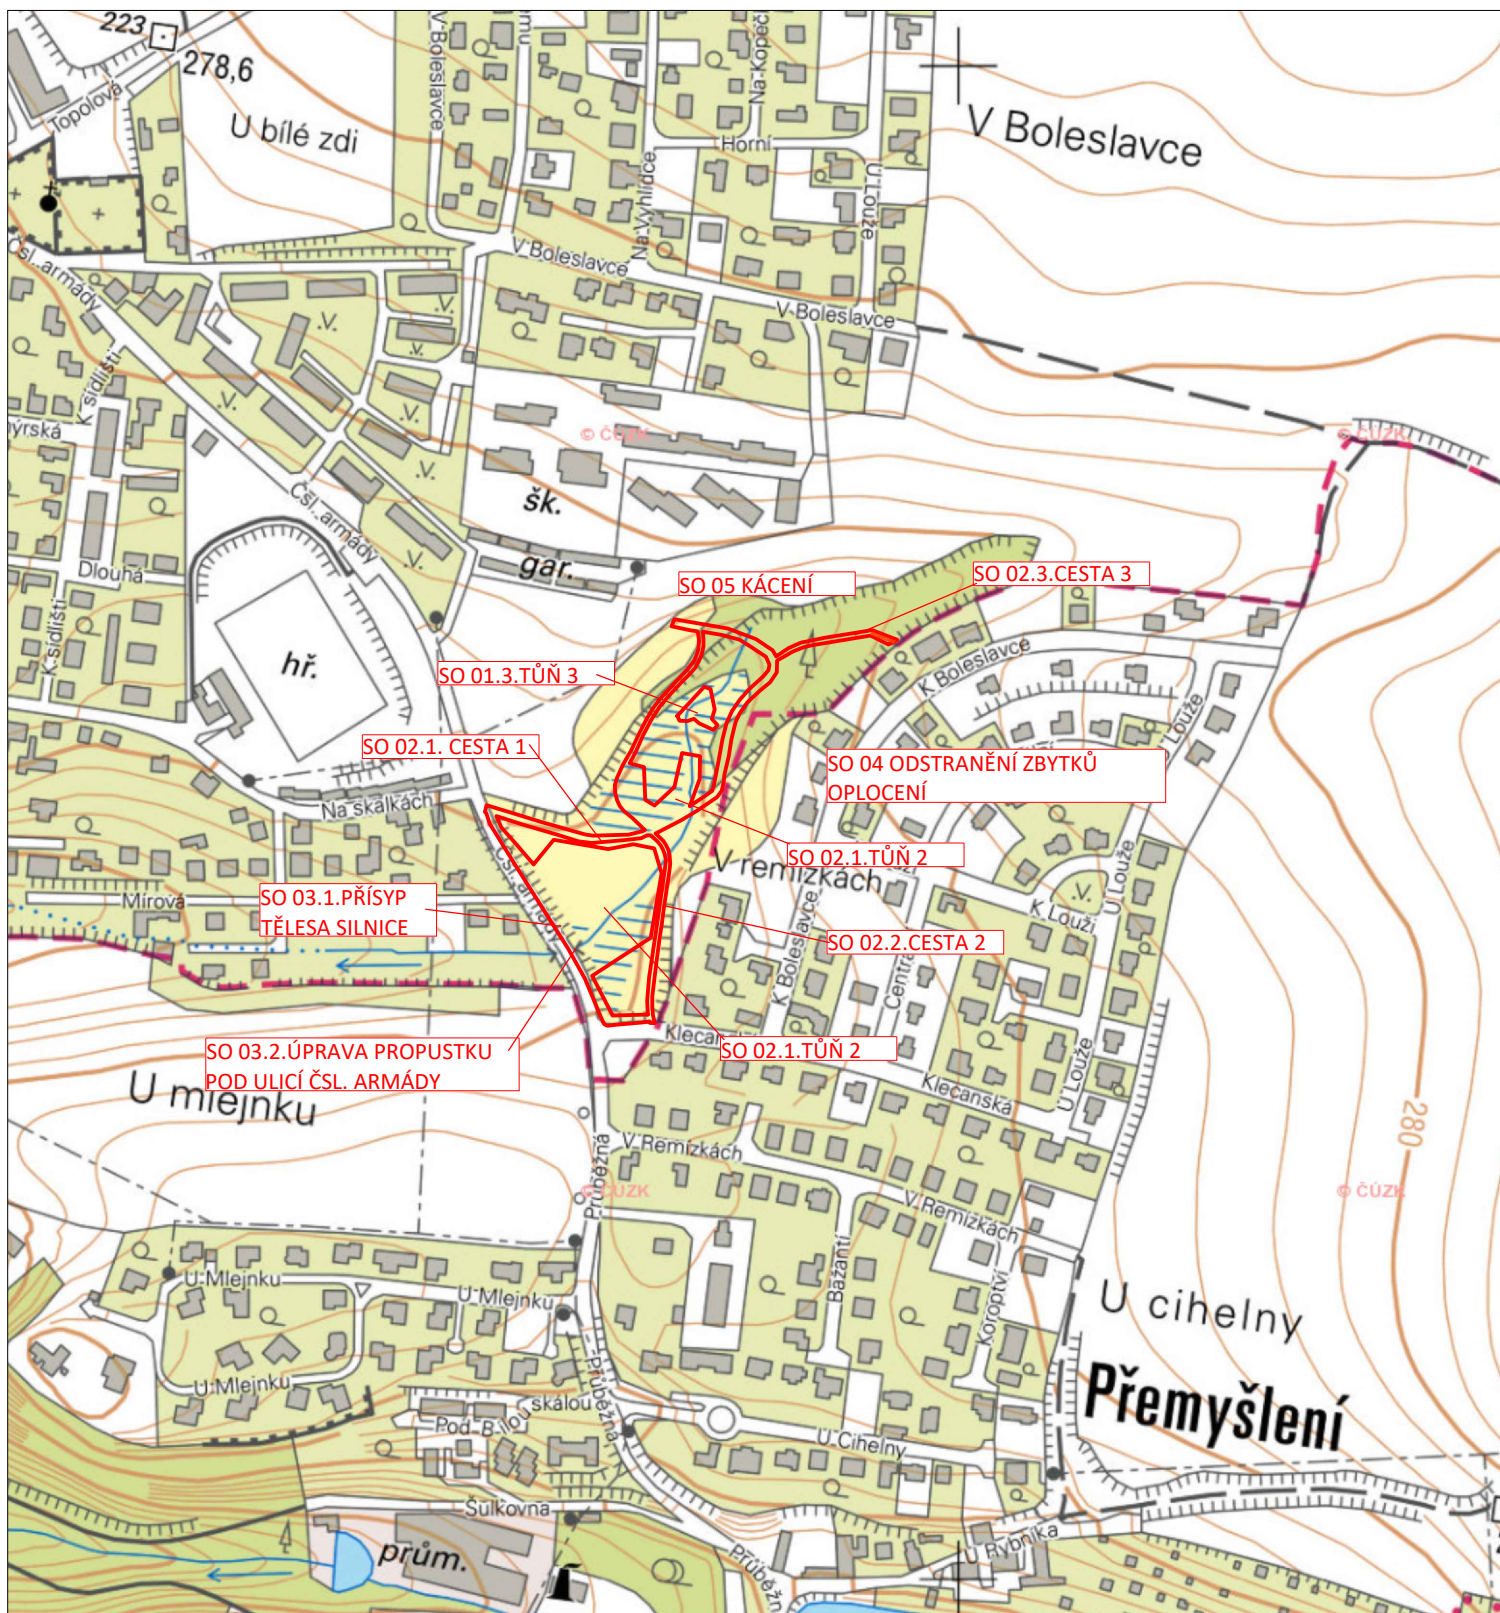 223
278,6
Topolová
U bílé zdi
V Boleslavce
Na Kopeči
V Boleslavce
Horní
Na Vyhlídce
U Louže
Čsl. armády
V Boleslavce
V Boleslavce
.V.
.V.
.V.
.V.
.V.
.V.
.V.
K sídlišti
© ČÚZK
© ČÚZK
šk.
Čsl. armády
Dlouhá
gar.
SO 05 KÁCENÍ
SO 02.3.CESTA 3
K sídlišti
hř.
SO 01.3.TŮŇ 3
K Boleslavce
U Louže
SO 02.1. CESTA 1
SO 04 ODSTRANĚNÍ ZBYTKŮ
OPLOCENÍ
Na skalkách
Čsl. armády
SO 02.1.TŮŇ 2
V remízkách
U Louže
.V.
K Louži
Mírová
SO 03.1.PŘÍSYP
TĚLESA SILNICE
SO 02.2.CESTA 2
K Boleslavce
SO 03.2.ÚPRAVA PROPUSTKU
POD ULICÍ ČSL. ARMÁDY
SO 02.1.TŮŇ 2
Klecanská
U Louže
U mlejnku
280
V Remízkách
Průběžná
© ČÚZK
© ČÚZK
V Remízkách
Bažantí
Koroptví
U Mlejnku
U Mlejnku
U cihelny
U Mlejnku
Průběžná
Přemyšlení
Pod Bílou
skálou
U Cihelny
Šulkovna
prům.
U Rybníka